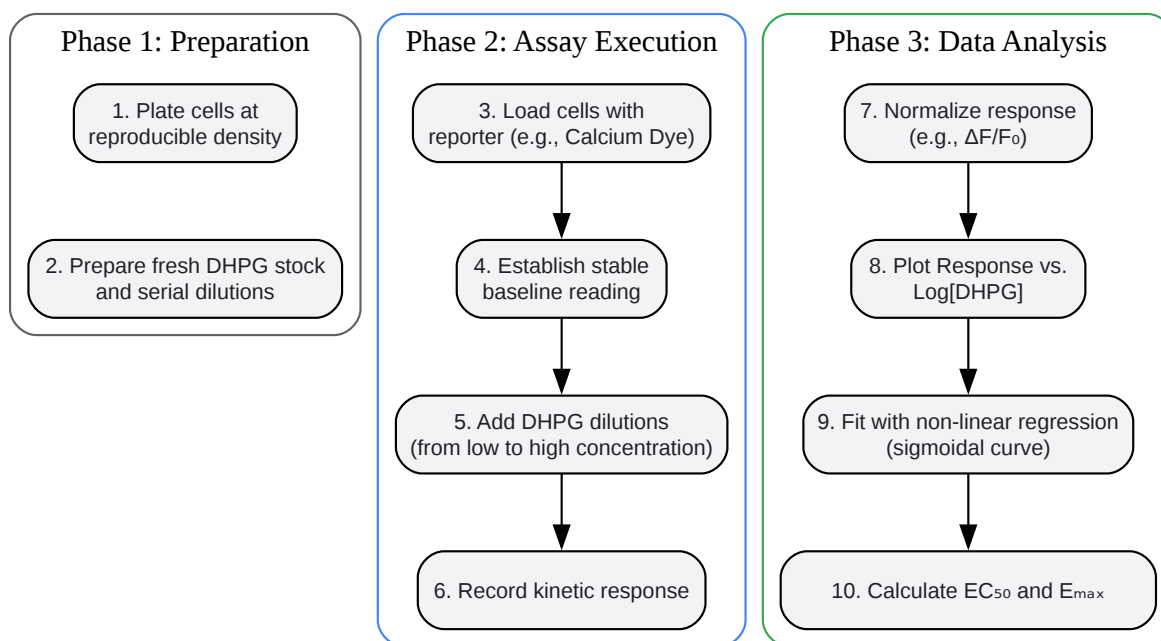 Phase 1: Preparation
1. Plate cells at
reproducible density
2. Prepare fresh DHPG stock
and serial dilutions
Phase 2: Assay Execution
3. Load cells with
reporter (e.g., Calcium Dye)
4. Establish stable
baseline reading
5. Add DHPG dilutions
(from low to high concentration)
6. Record kinetic response
Phase 3: Data Analysis
7. Normalize response
(e.g., ΔF/F₀)
8. Plot Response vs.
Log[DHPG]
9. Fit with non-linear regression
(sigmoidal curve)
10. Calculate EC₅₀ and Eₘₐₓ